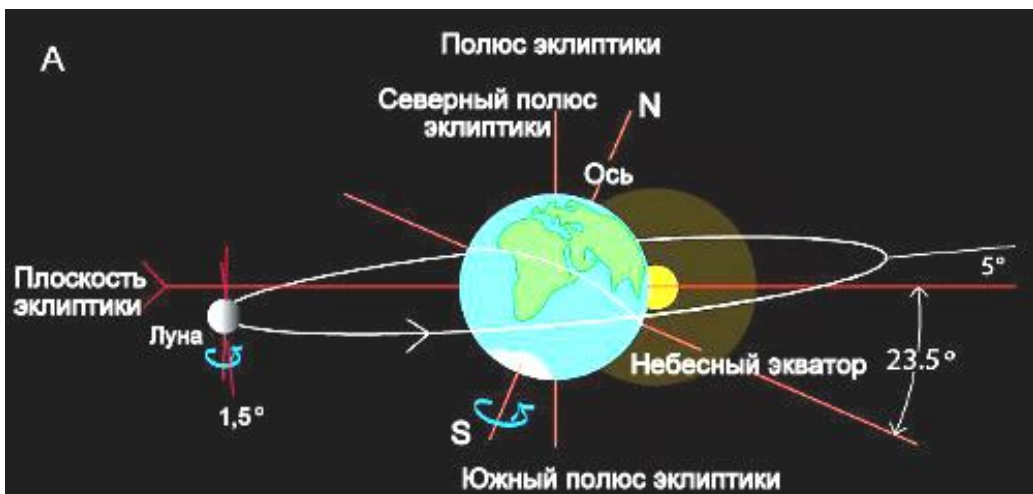 А
Полюс эклиптики
Северный полюс
эклиптики
N
Ось
Плоскость
эклиптики
5°
Луна
Небесный экватор
23.5°
1,5°
S
Южный полюс эклиптики